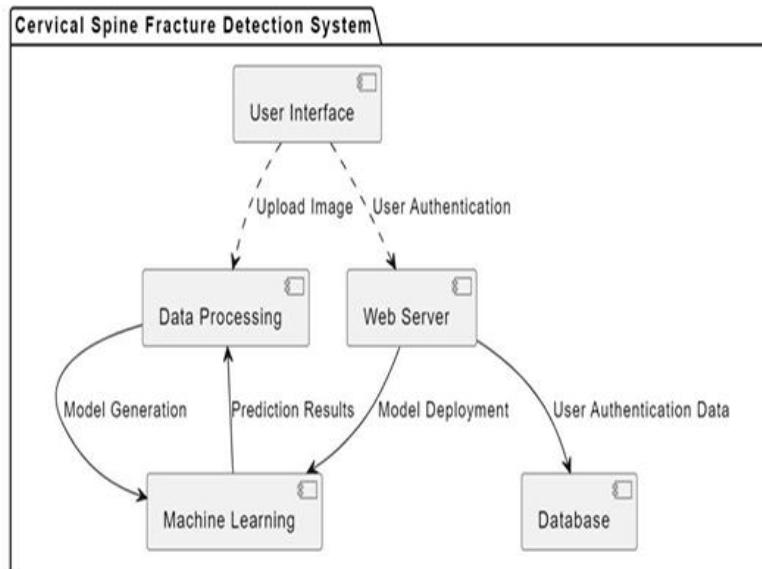 Cervical Spine Fracture Detection System
User Interface
Upload Image
User Authentication
Data Processing
Web Server
Model Generation
Prediction Results
Model Deployment
User Authentication Data
Machine Learning
Database